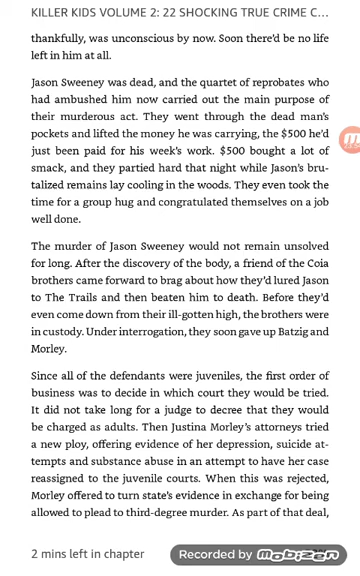 KILLER KIDS VOLUME 2: 22 SHOCKING TRUE CRIME C...
thankfully, was unconscious by now. Soon there'd be no life
left in him at all.
Jason Sweeney was dead, and the quartet of reprobates who
had ambushed him now carried out the main purpose of
their murderous act. They went through the dead man's
pockets and lifted the money he was carrying, the $500 he'd
just been paid for his week's work. $500 bought a lot of
smack, and they partied hard that night while Jason's bru-
talized remains lay cooling in the woods. They even took the
time for a group hug and congratulated themselves on a job
well done.
The murder of Jason Sweeney would not remain unsolved
for long. After the discovery of the body, a friend of the Coia
brothers came forward to brag about how they'd lured Jason
to The Trails and then beaten him to death. Before they'd
even come down from their ill-gotten high, the brothers were
in custody. Under interrogation, they soon gave up Batzig and
Morley.
Since all of the defendants were juveniles, the first order of
business was to decide in which court they would be tried.
It did not take long for a judge to decree that they would
be charged as adults. Then Justina Morley's attorneys tried
a new ploy, offering evidence of her depression, suicide at-
tempts and substance abuse in an attempt to have her case
reassigned to the juvenile courts. When this was rejected,
Morley offered to turn state's evidence in exchange for being
allowed to plead to third-degree murder. As part of that deal,
2 mins left in chapter
Recorded by Mobizen